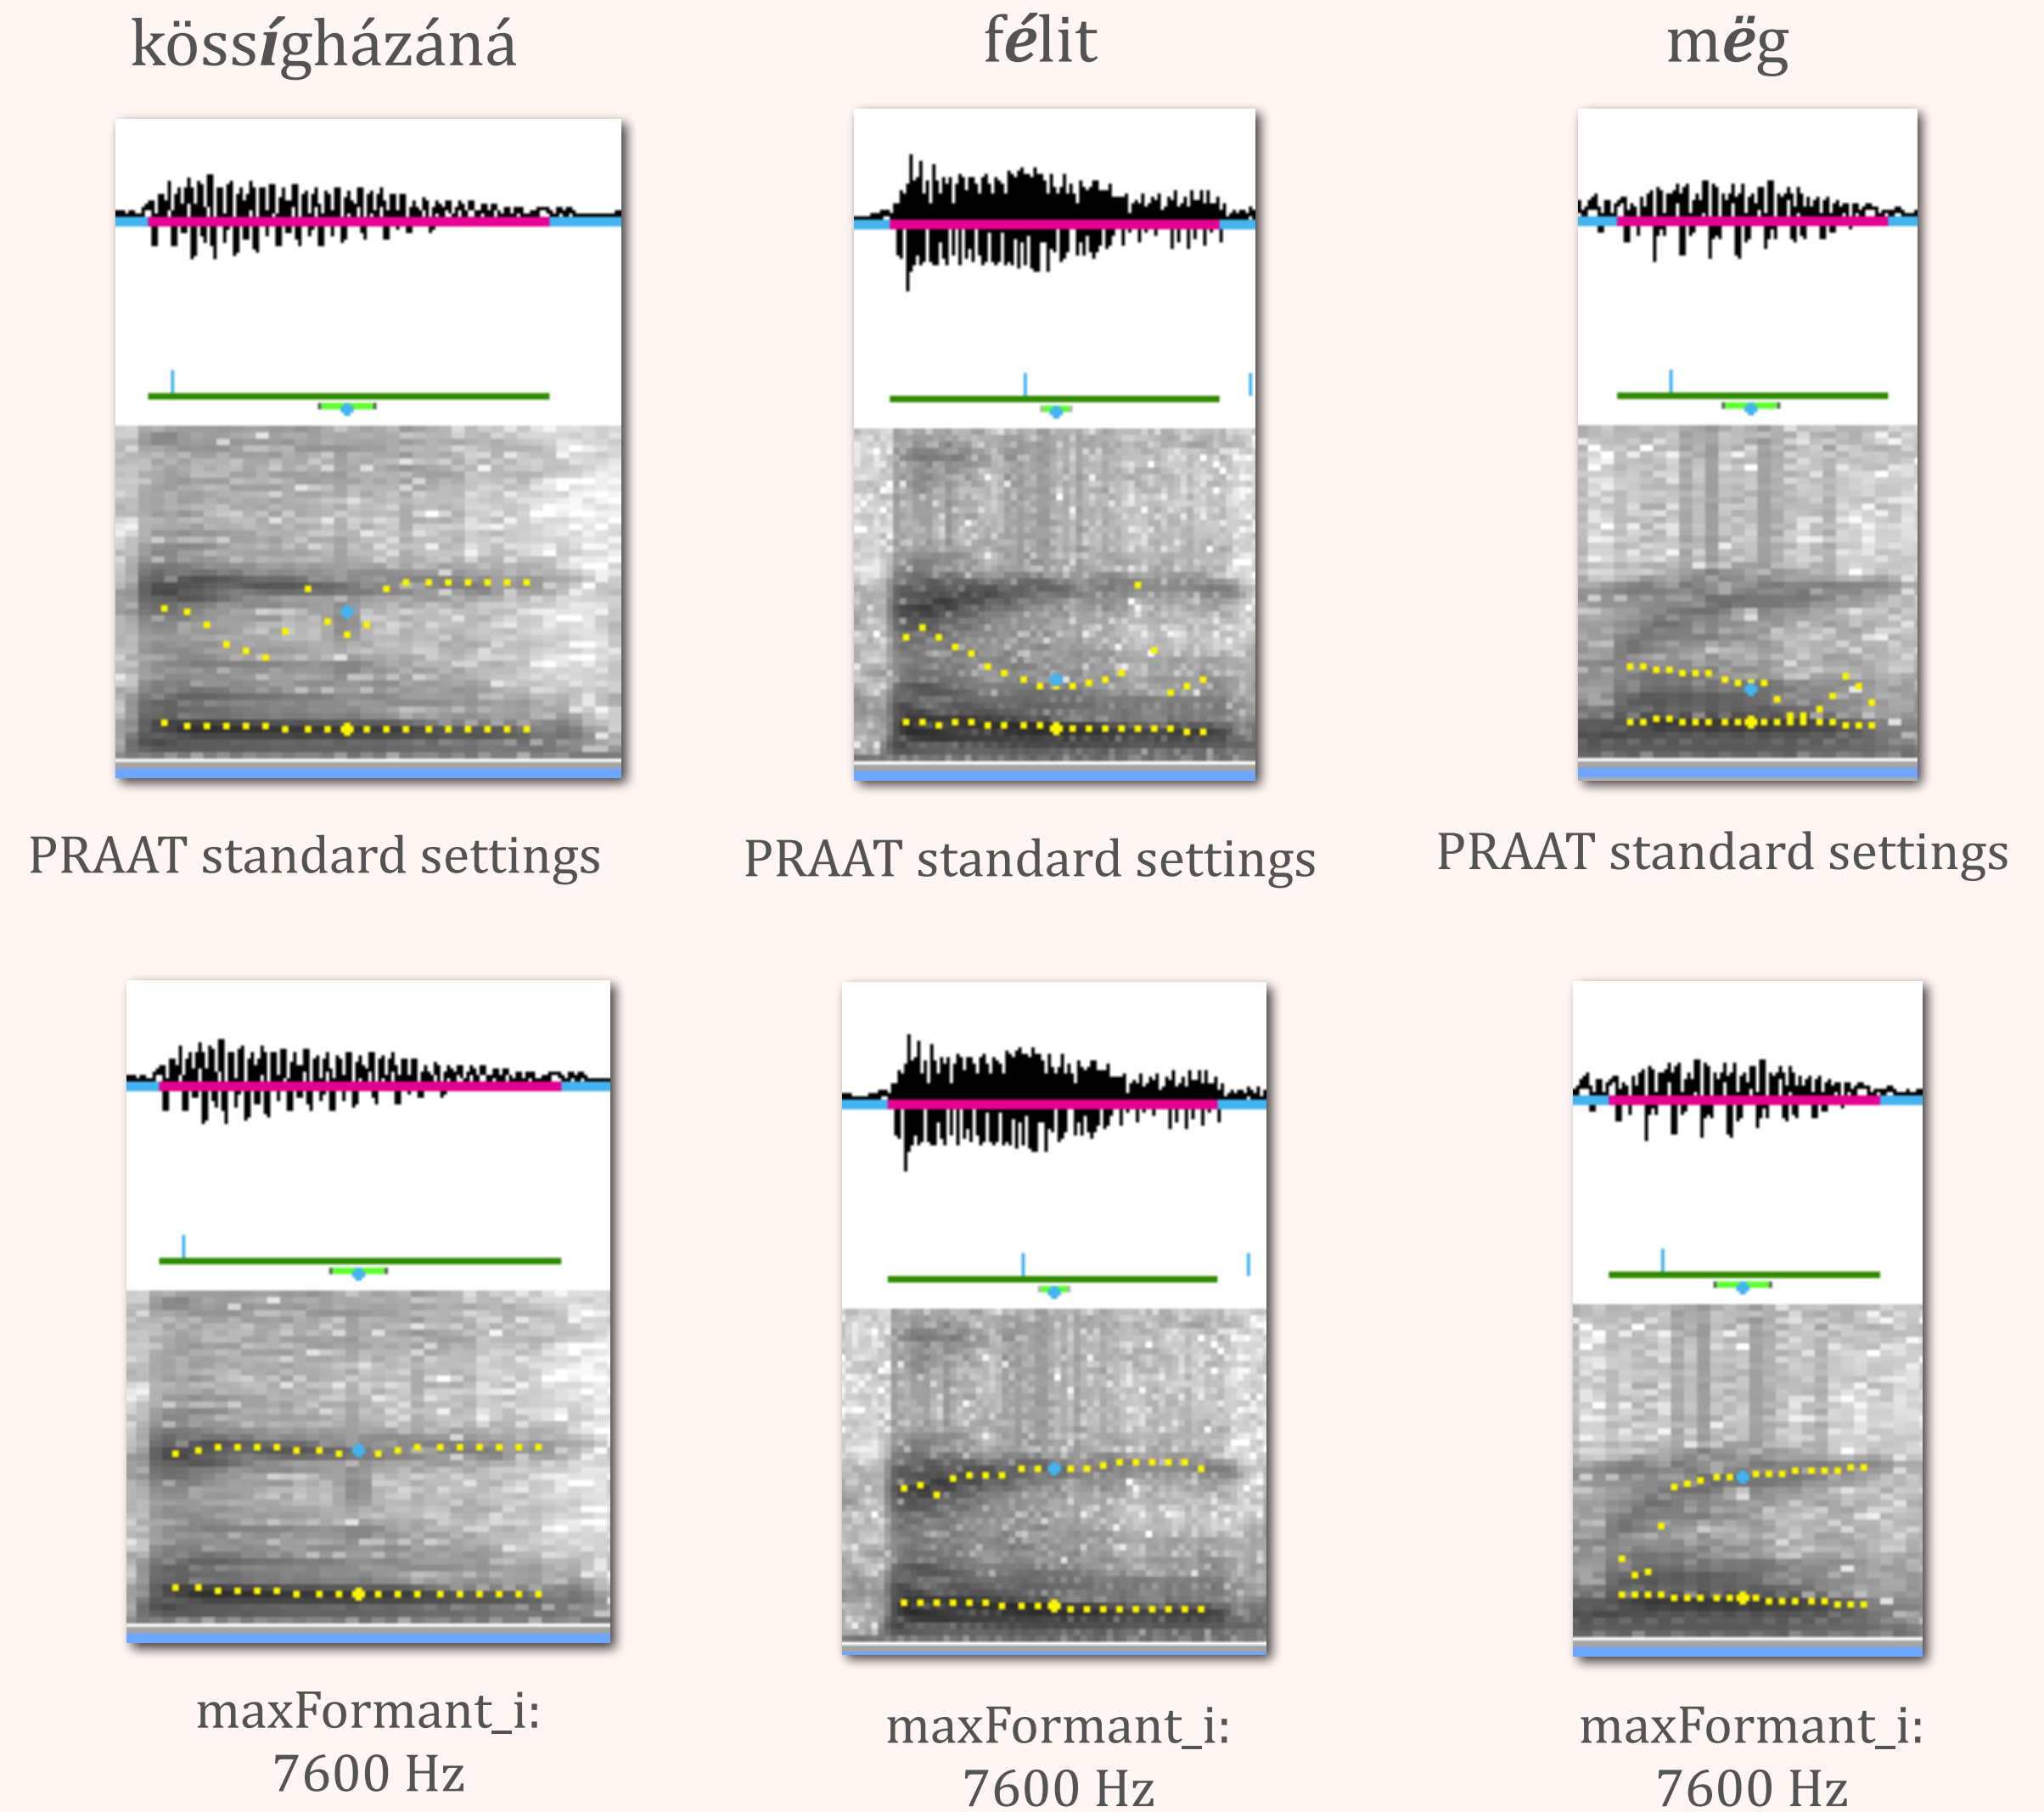 kössígházáná
félit
mëg
PRAAT standard settings
PRAAT standard settings
PRAAT standard settings
maxFormant_i:
7600 Hz
maxFormant_i:
7600 Hz
maxFormant_i:
7600 Hz